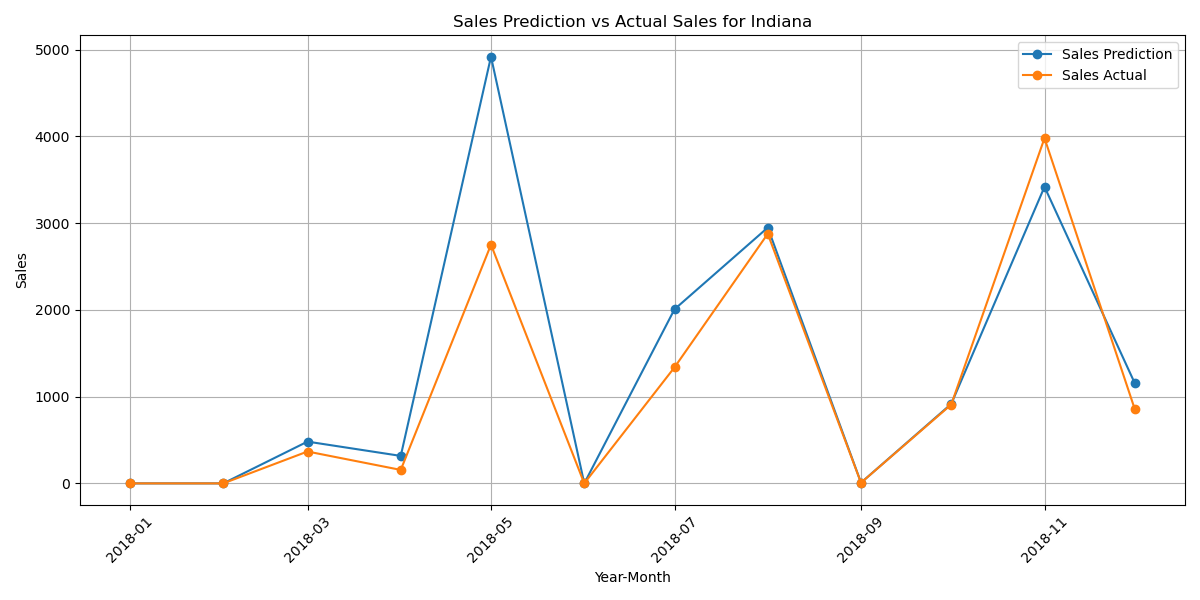 Sales Prediction vs Actual Sales for Indiana
Sales Prediction
Sales Actual
Sales
5000
4000
3000
2000
1000
0
2018-01
2018-03
2018-05
2018-07
2018-09
2018-11
Year-Month